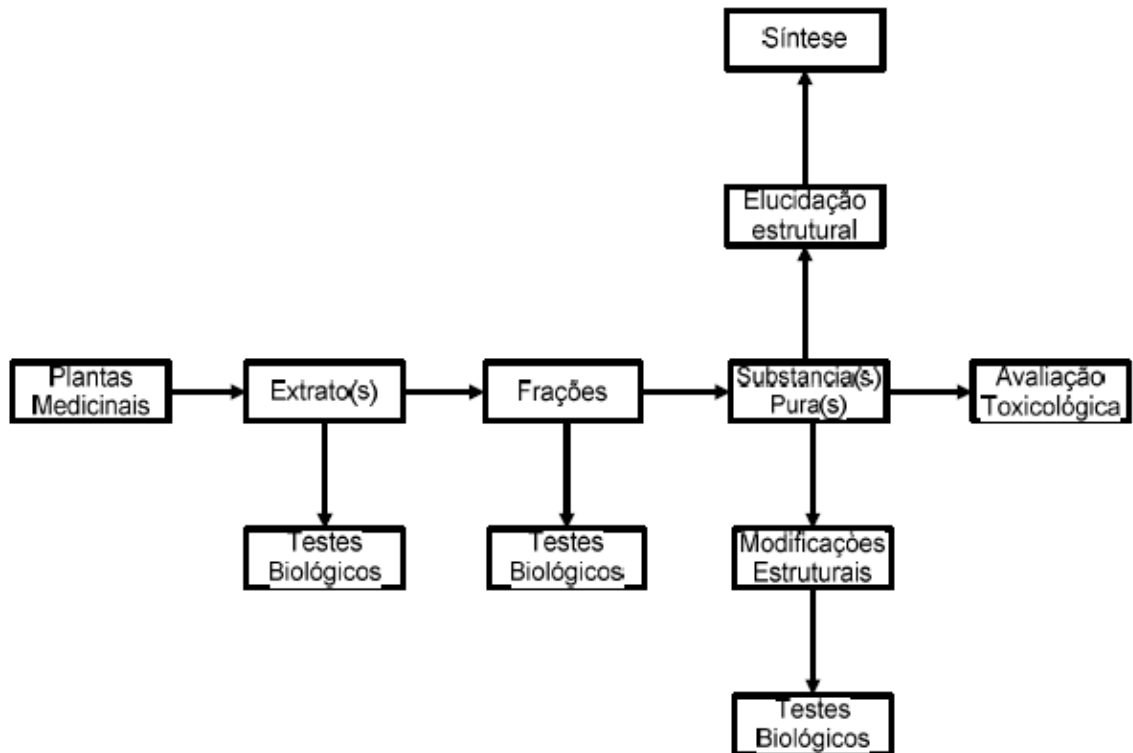 Síntese
Elucidação
estrutural
Plantas
Medicinais
Extrato(s)
Frações
Substancia(s)
Pura(s)
Avaliação
Toxicológica
Testes
Biológicos
Testes
Biológicos
Modificações
Estruturais
Testes
Biológicos